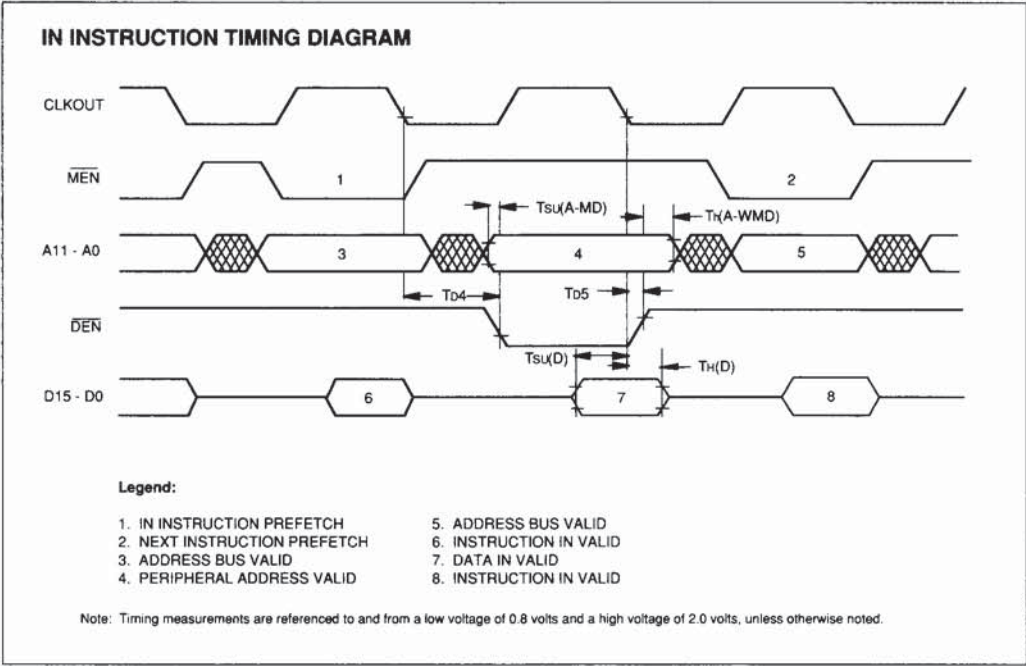 IN INSTRUCTION TIMING DIAGRAM
CLKOUT
MEN
1
2
TSU(A-MD)
TH(A-WMD)
A11 - A0
3
4
5
TD4
TD5
DEN
TSU(D)
TH(D)
D15 - D0
6
7
8
Legend:
1. IN INSTRUCTION PREFETCH
2. NEXT INSTRUCTION PREFETCH
3. ADDRESS BUS VALID
4. PERIPHERAL ADDRESS VALID
5. ADDRESS BUS VALID
6. INSTRUCTION IN VALID
7. DATA IN VALID
8. INSTRUCTION IN VALID
Note: Timing measurements are referenced to and from a low voltage of 0.8 volts and a high voltage of 2.0 volts, unless otherwise noted.